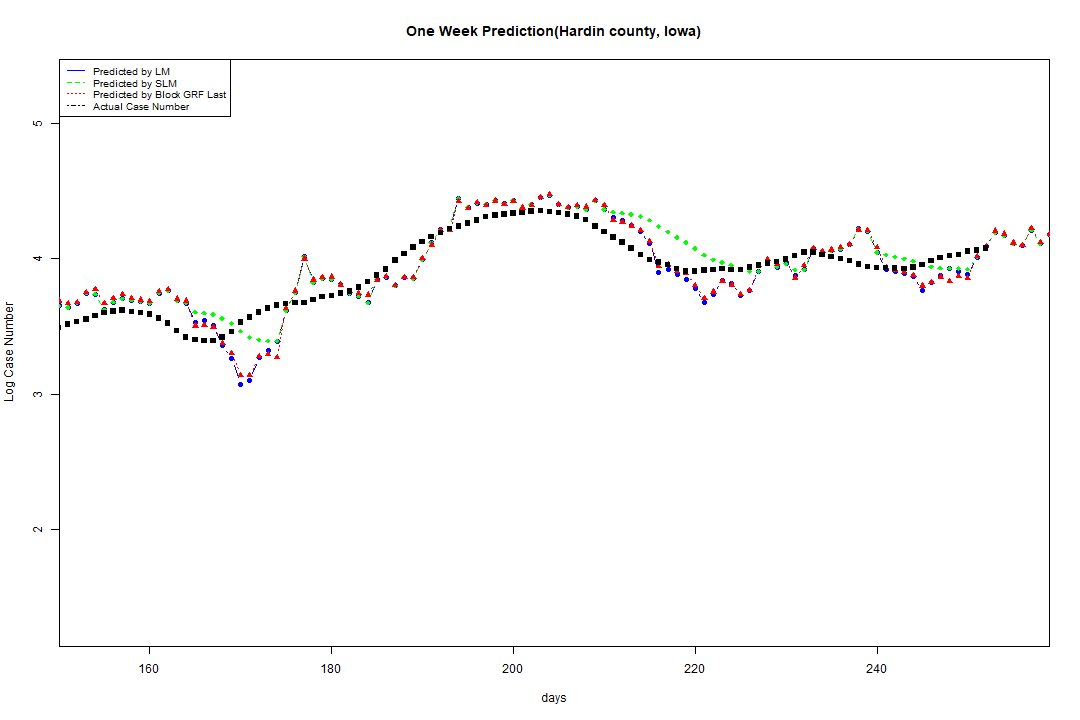 One Week Prediction(Hardin county, Iowa)
Predicted by LM
Predicted by SLM
Predicted by Block GRF Last
Actual Case Number
5
4
3
2
Log Case Number
160 180 200 220 240
days